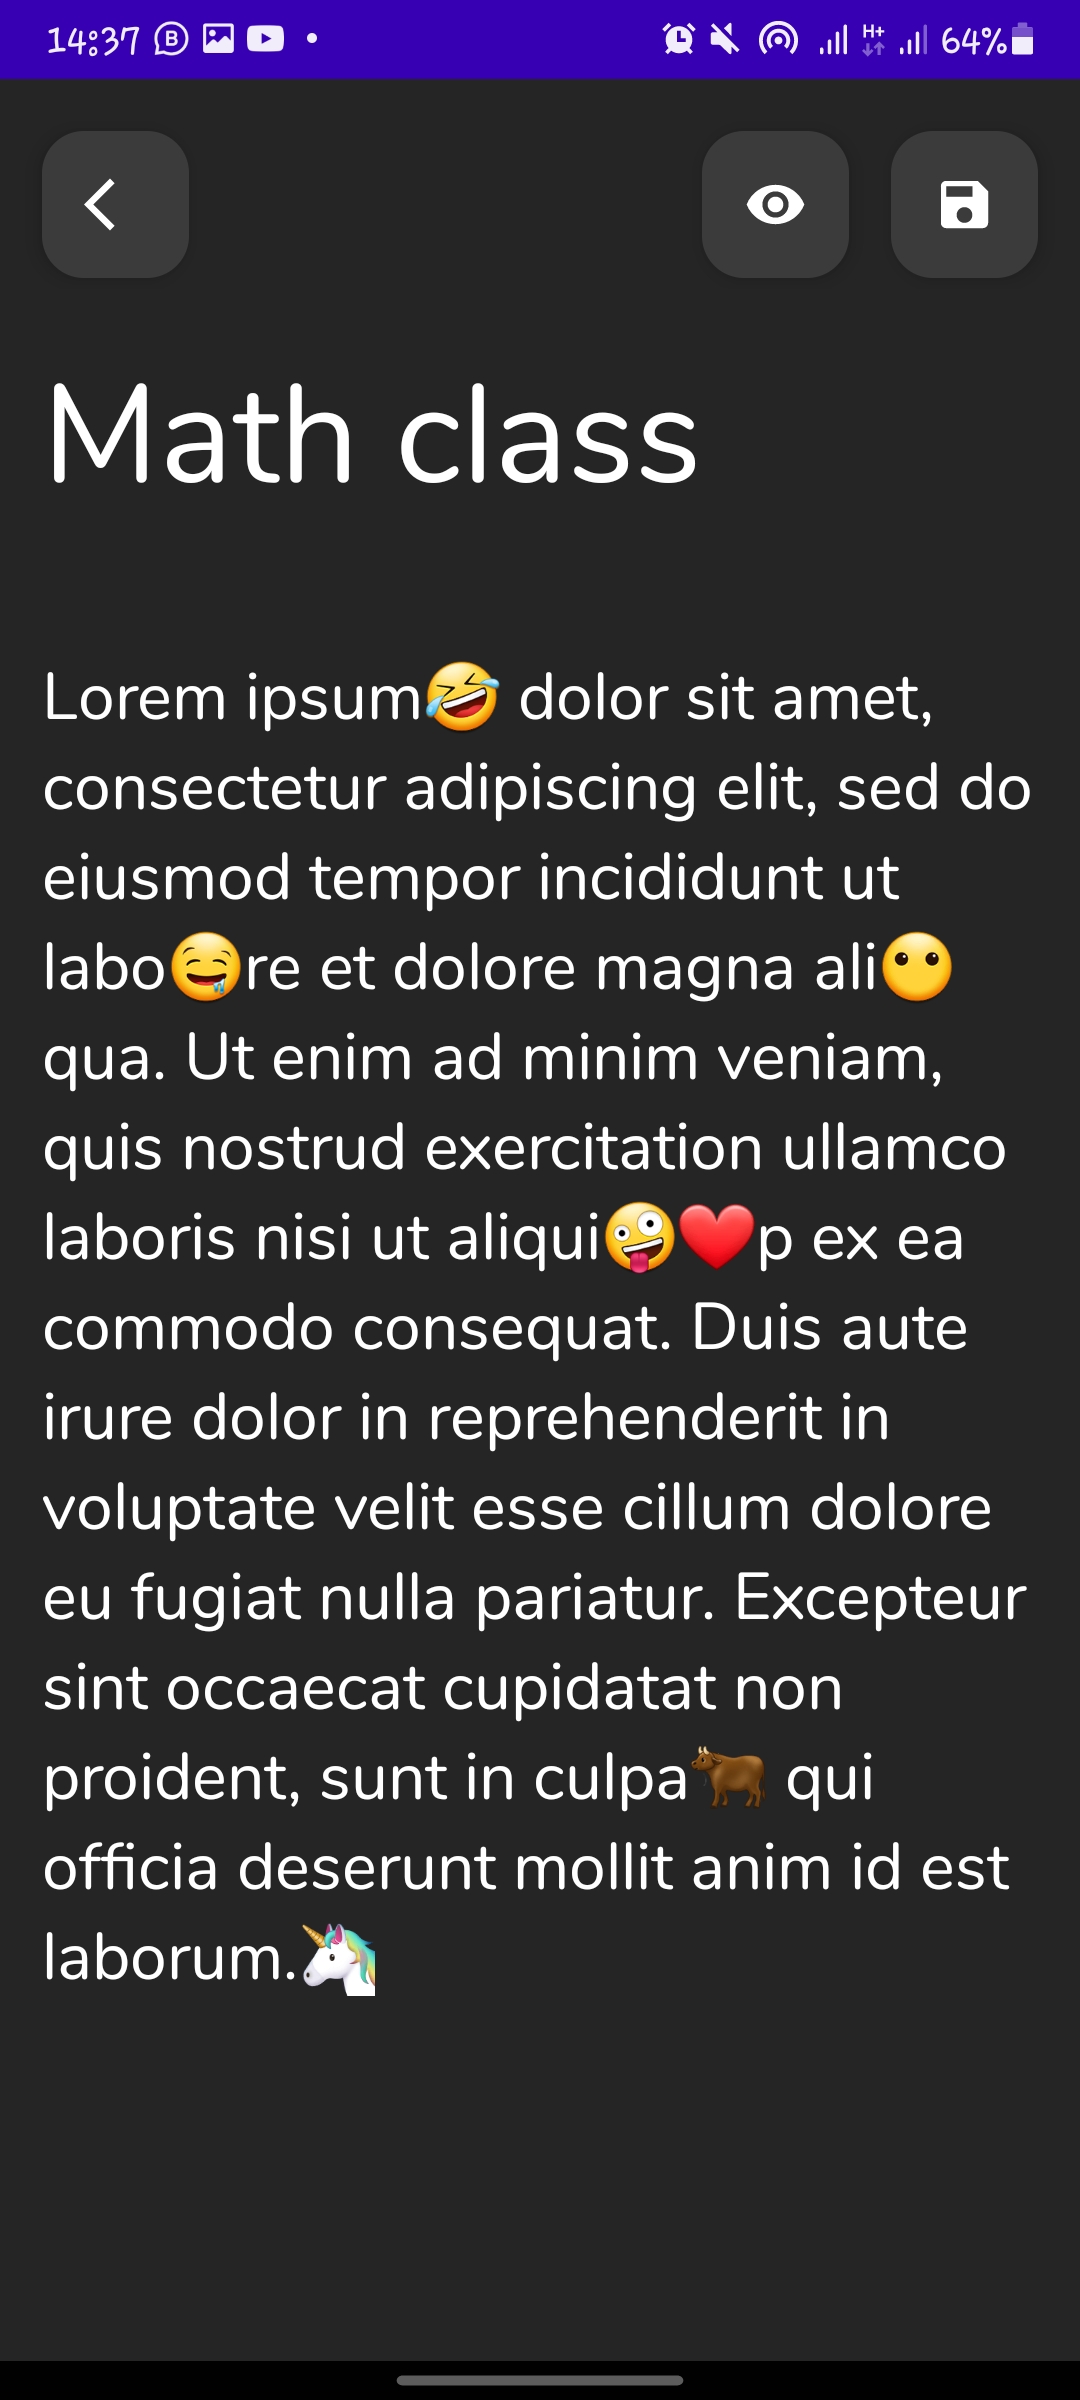 14:37
H+
64%
Math class
Lorem ipsum🤣 dolor sit amet,
consectetur adipiscing elit, sed do
eiusmod tempor incididunt ut
labo🤤re et dolore magna ali😶
qua. Ut enim ad minim veniam,
quis nostrud exercitation ullamco
laboris nisi ut aliqui🤪❤️p ex ea
commodo consequat. Duis aute
irure dolor in reprehenderit in
voluptate velit esse cillum dolore
eu fugiat nulla pariatur. Excepteur
sint occaecat cupidatat non
proident, sunt in culpa🐂 qui
officia deserunt mollit anim id est
laborum.🦄